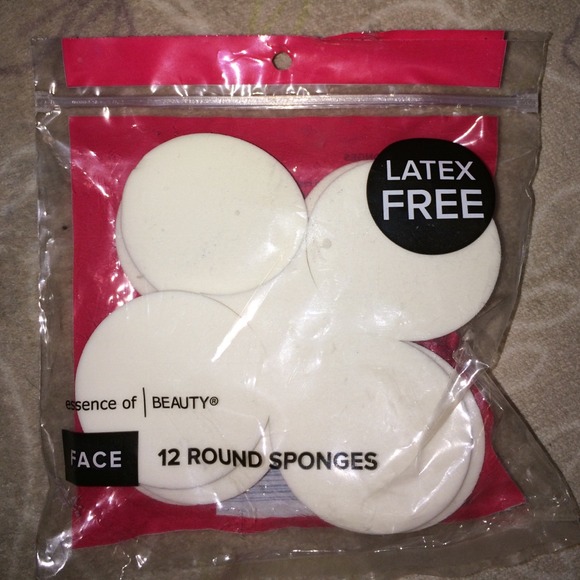 LATEX
FREE
essence of | BEAUTY®
FACE
12 ROUND SPONGES